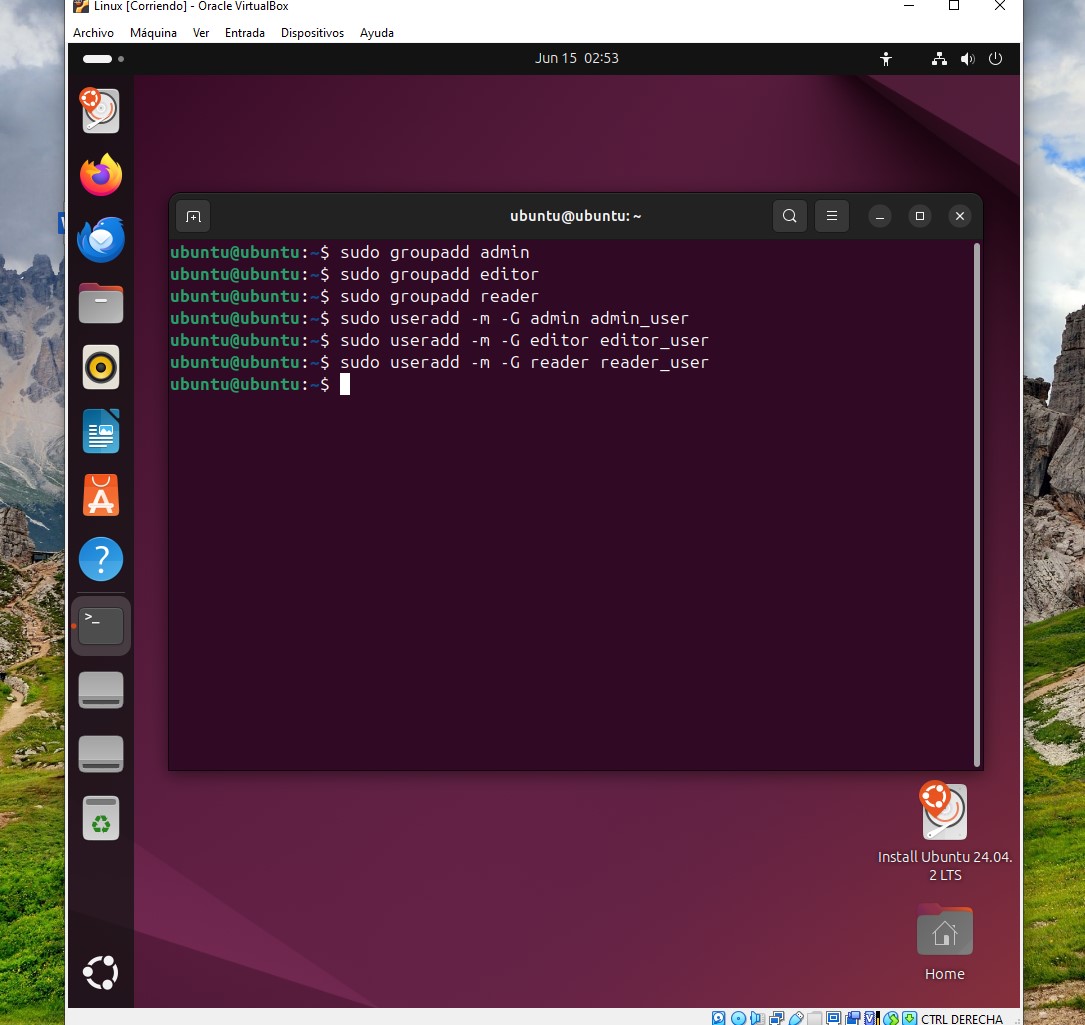 Linux [Corriendo] - Oracle VirtualBox
Archivo Máquina Ver Entrada Dispositivos Ayuda
Jun 15 02:53
ubuntu@ubuntu: ~
ubuntu@ubuntu:~$ sudo groupadd admin
ubuntu@ubuntu:~$ sudo groupadd editor
ubuntu@ubuntu:~$ sudo groupadd reader
ubuntu@ubuntu:~$ sudo useradd -m -G admin admin_user
ubuntu@ubuntu:~$ sudo useradd -m -G editor editor_user
ubuntu@ubuntu:~$ sudo useradd -m -G reader reader_user
ubuntu@ubuntu:~$
Install Ubuntu 24.04.
2 LTS
Home
CTRL DERECHA